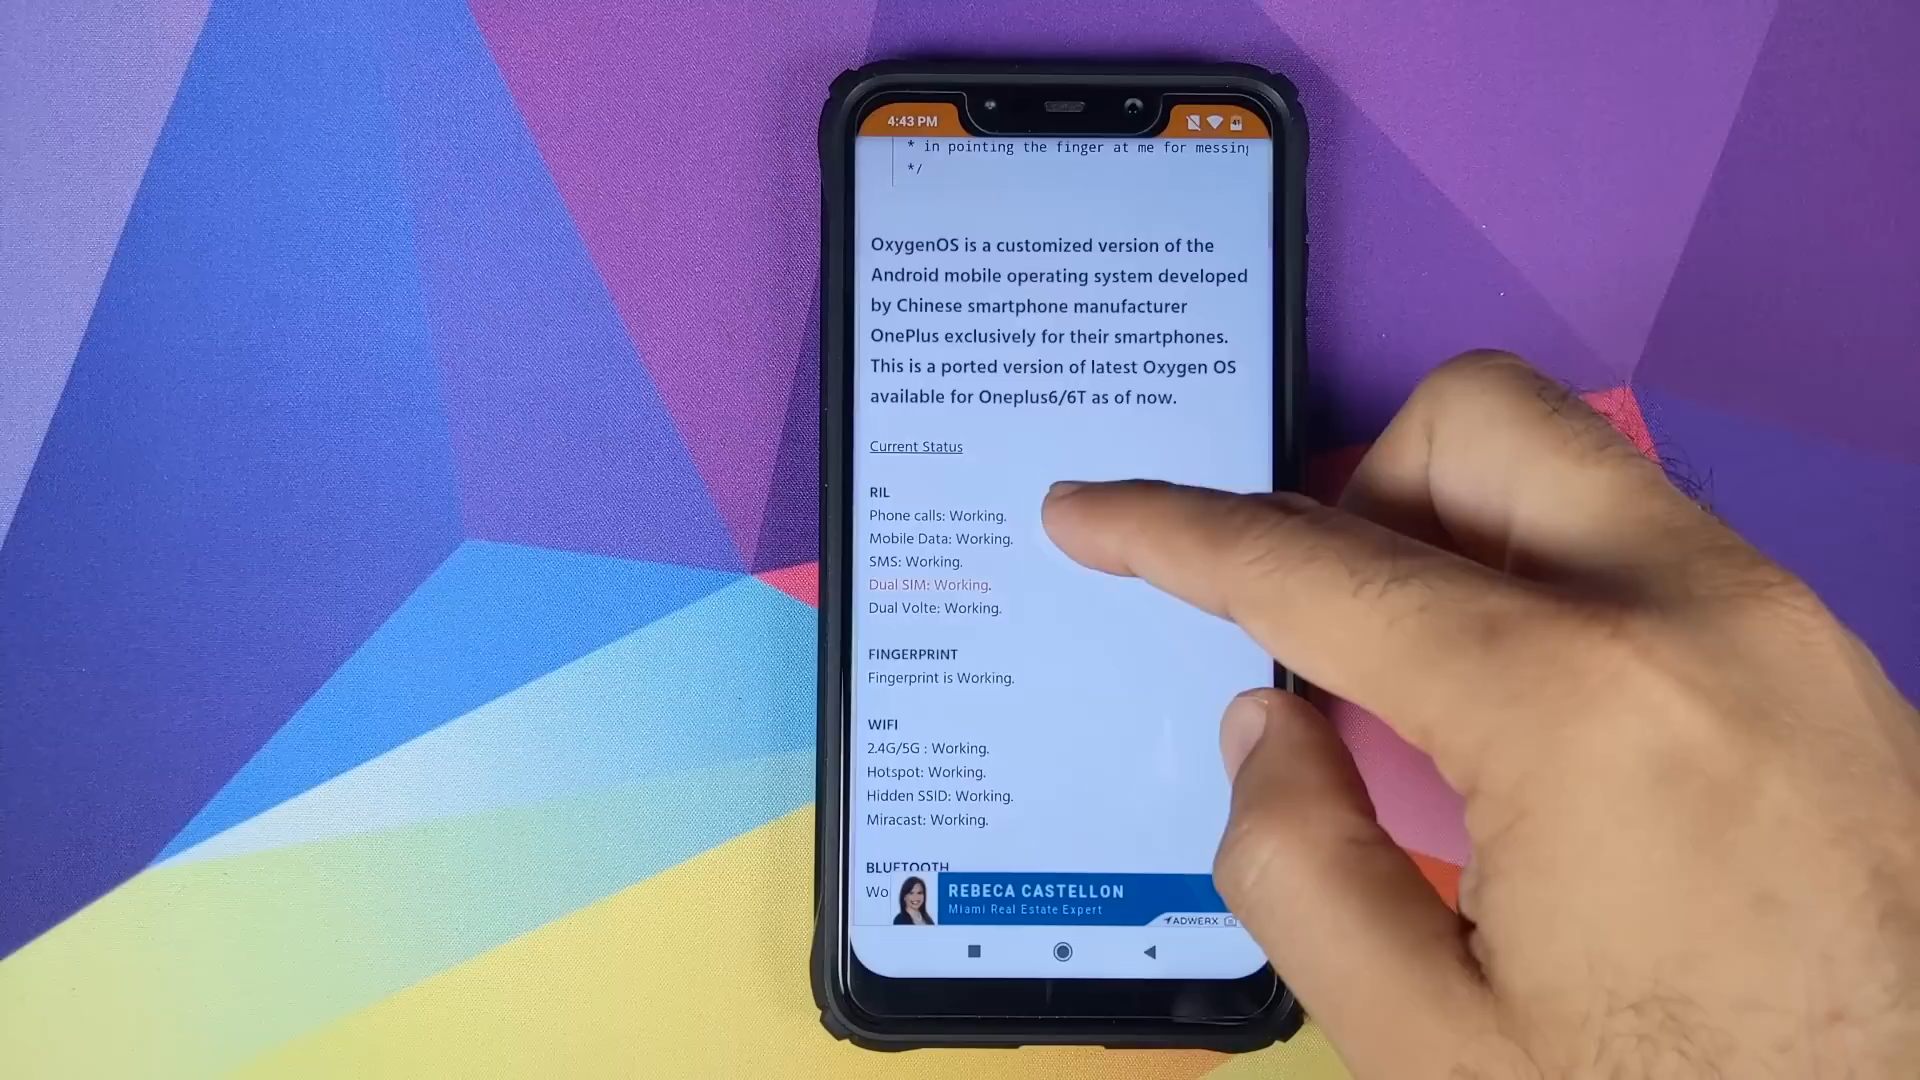 4:43 PM
41
* in pointing the finger at me for messing
*/
OxygenOS is a customized version of the
Android mobile operating system developed
by Chinese smartphone manufacturer
OnePlus exclusively for their smartphones.
This is a ported version of latest Oxygen OS
available for Oneplus6/6T as of now.
Current Status
RIL
Phone calls: Working.
Mobile Data: Working.
SMS: Working.
Dual SIM: Working.
Dual Volte: Working.
FINGERPRINT
Fingerprint is Working.
WIFI
2.4G/5G : Working.
Hotspot: Working.
Hidden SSID: Working.
Miracast: Working.
BLUETOOTH
Wo
REBECA CASTELLON
Miami Real Estate Expert
ADWERX